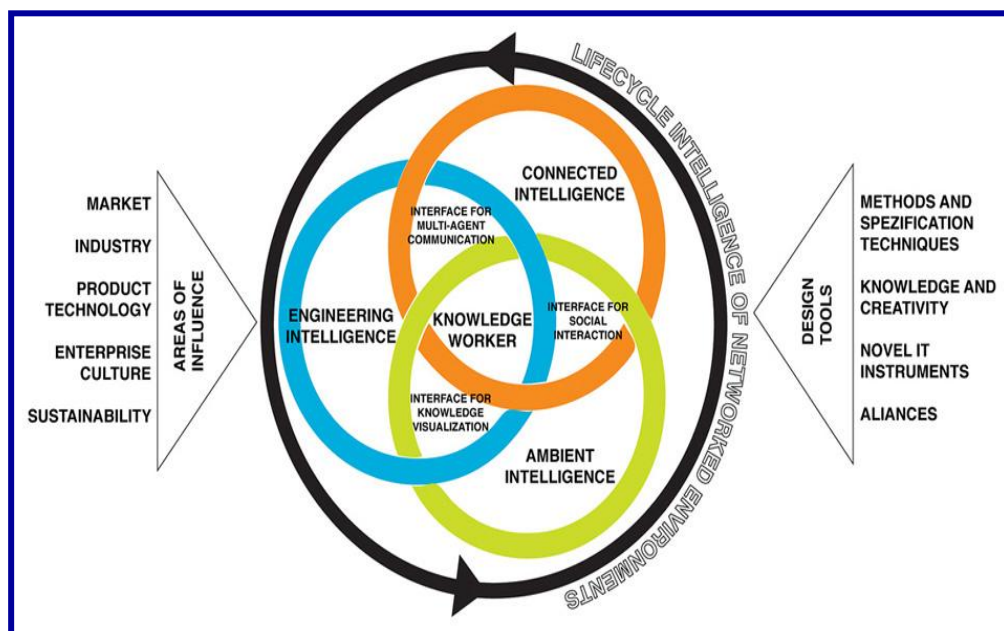 MARKET
INDUSTRY
PRODUCT
TECHNOLOGY
ENTERPRISE
CULTURE
SUSTAINABILITY
AREAS OF
INFLUENCE
LIFECYCLE INTELLIGENCE OF NETWORKED ENVIRONMENTS
CONNECTED
INTELLIGENCE
INTERFACE FOR
MULTI-AGENT
COMMUNICATION
ENGINEERING
INTELLIGENCE
KNOWLEDGE
WORKER
INTERFACE FOR
SOCIAL
INTERACTION
INTERFACE FOR
KNOWLEDGE
VISUALIZATION
AMBIENT
INTELLIGENCE
DESIGN
TOOLS
METHODS AND
SPEZIFICATION
TECHNIQUES
KNOWLEDGE AND
CREATIVITY
NOVEL IT
INSTRUMENTS
ALIANCES